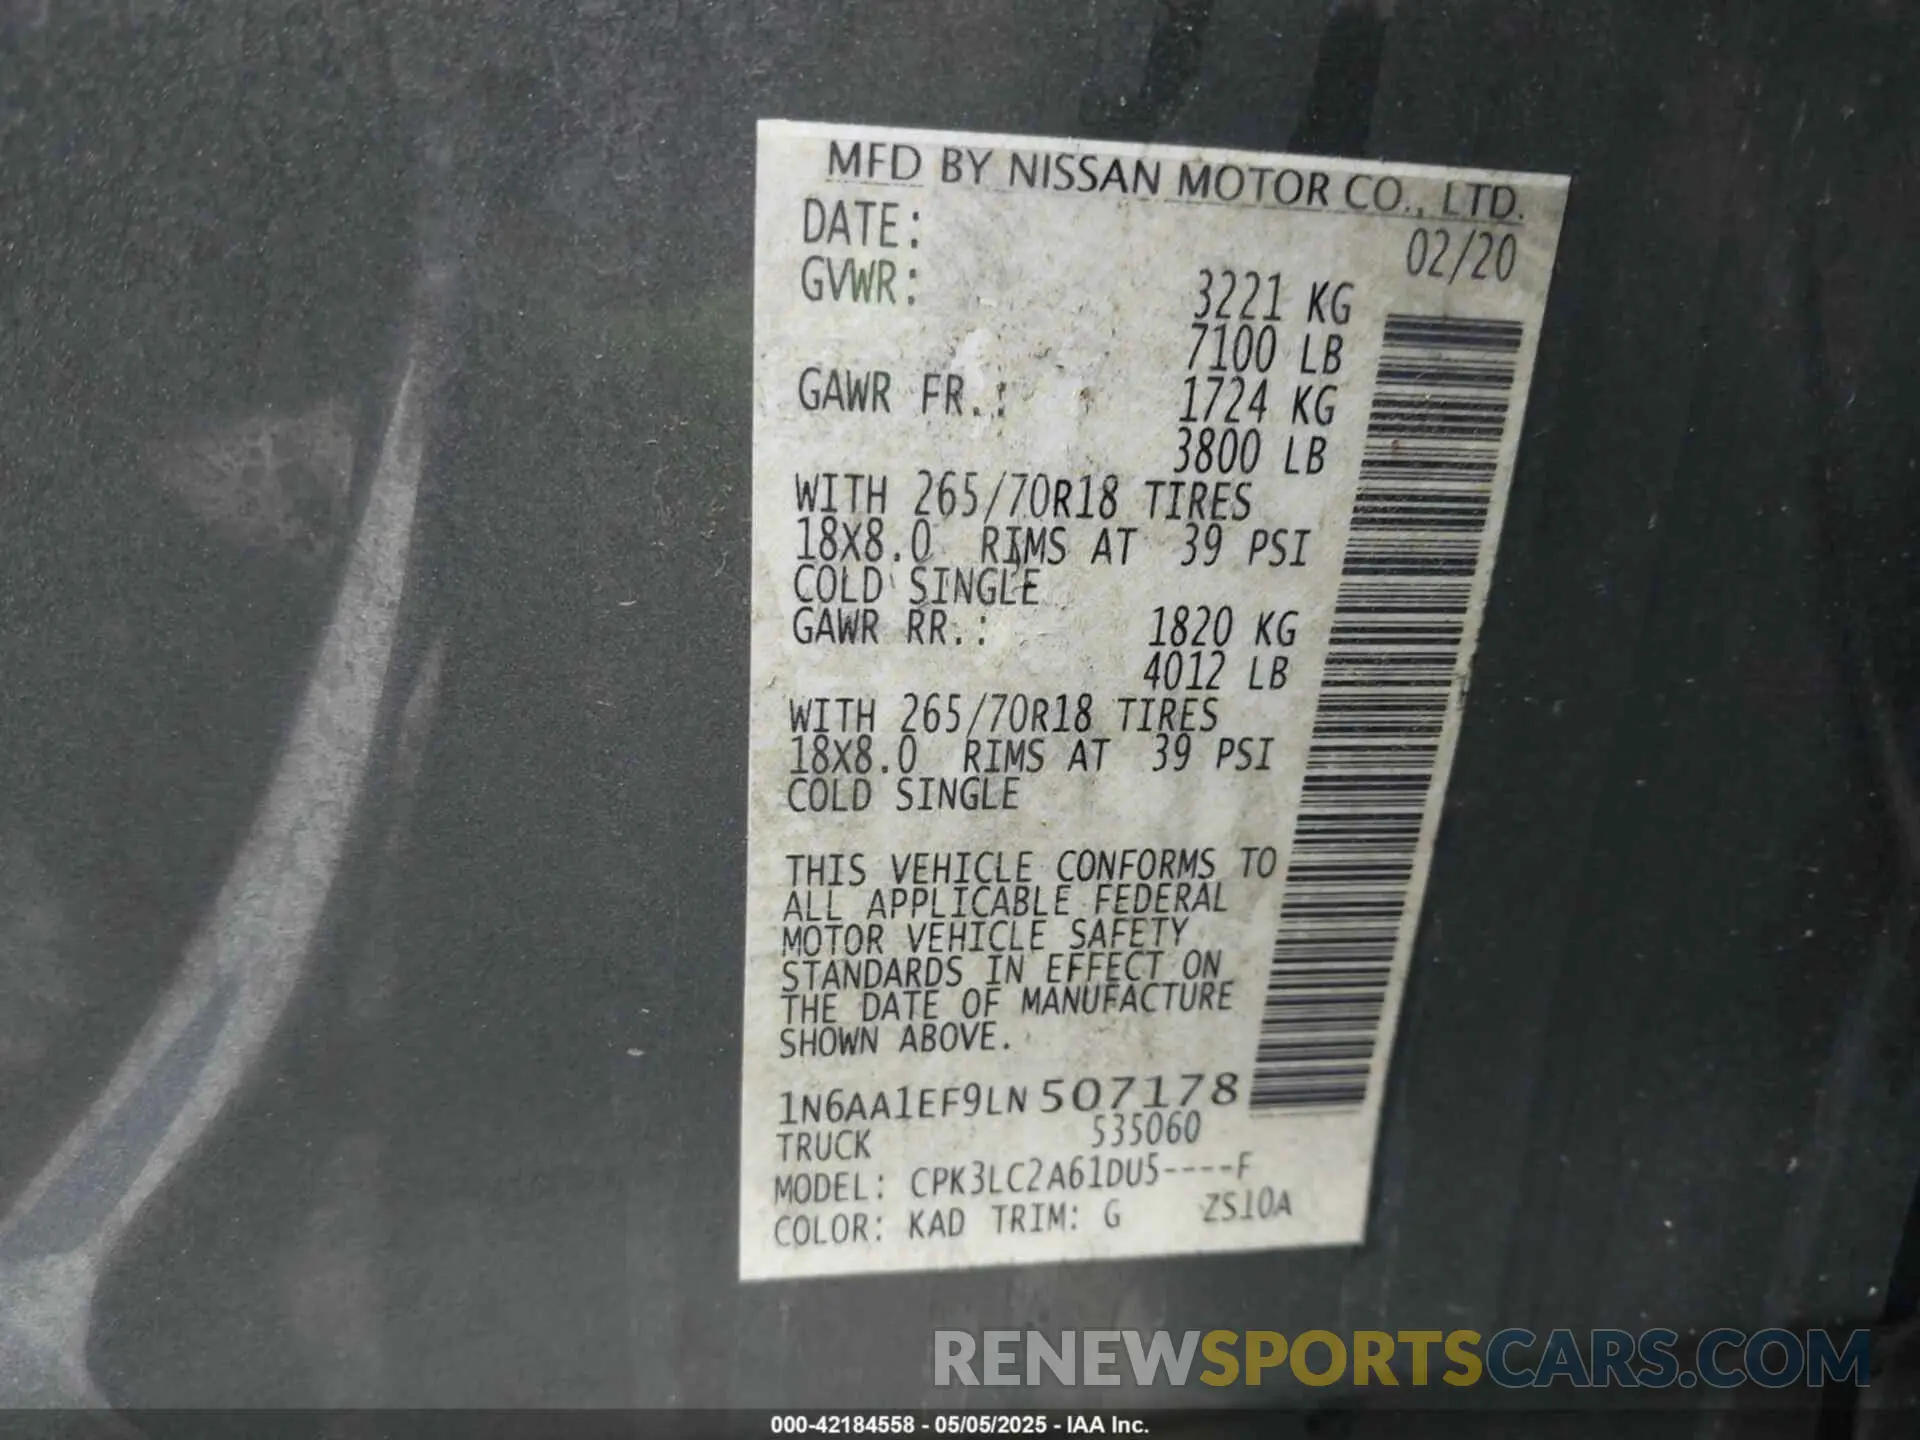 MFD BY NISSAN MOTOR CO., LTD.
DATE: 02/20
GVWR: 3221 KG
7100 LB
GAWR FR.: 1724 KG
3800 LB
WITH 265/70R18 TIRES
18X8.0 RIMS AT 39 PSI
COLD SINGLE
GAWR RR.: 1820 KG
4012 LB
WITH 265/70R18 TIRES
18X8.0 RIMS AT 39 PSI
COLD SINGLE
THIS VEHICLE CONFORMS TO
ALL APPLICABLE FEDERAL
MOTOR VEHICLE SAFETY
STANDARDS IN EFFECT ON
THE DATE OF MANUFACTURE
SHOWN ABOVE.
1N6AA1EF9LN507178
TRUCK 535060
MODEL: CPK3LC2A61DU5----F
COLOR: KAD TRIM: G ZS10A
RENEWSPORTSCARS.COM
000-42184558 - 05/05/2025 - IAA Inc.